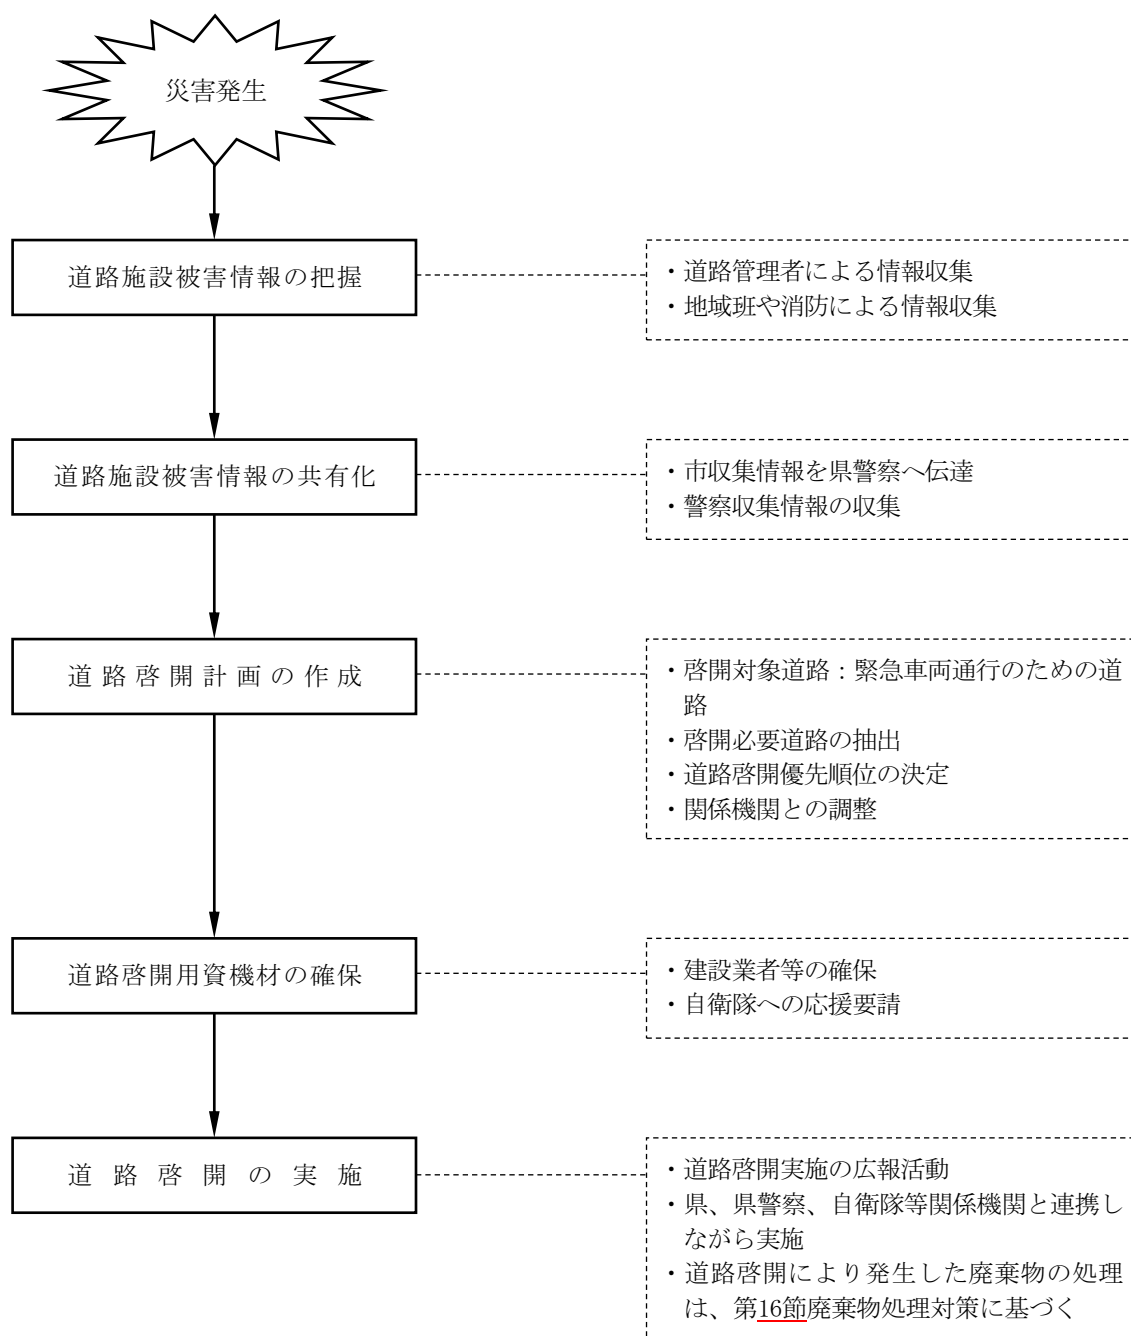 災害発生
道路施設被害情報の把握
・道路管理者による情報収集
・地域班や消防による情報収集
道路施設被害情報の共有化
・市収集情報を県警察へ伝達
・警察収集情報の収集
道路啓開計画の作成
・啓開対象道路：緊急車両通行のための道
路
・啓開必要道路の抽出
・道路啓開優先順位の決定
・関係機関との調整
道路啓開用資機材の確保
・建設業者等の確保
・自衛隊への応援要請
道路啓開の実施
・道路啓開実施の広報活動
・県、県警察、自衛隊等関係機関と連携し
ながら実施
・道路啓開により発生した廃棄物の処理
は、第16節廃棄物処理対策に基づく